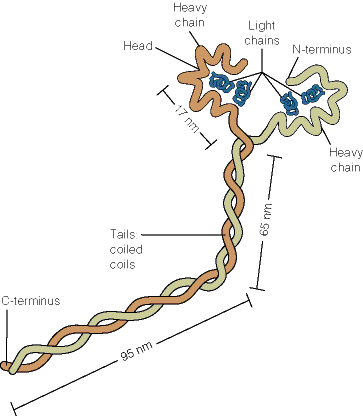 Heavy
chain
Light
chains
Head
N-terminus
17 nm
Heavy
chain
65 nm
Tails:
coiled
coils
C-terminus
95 nm